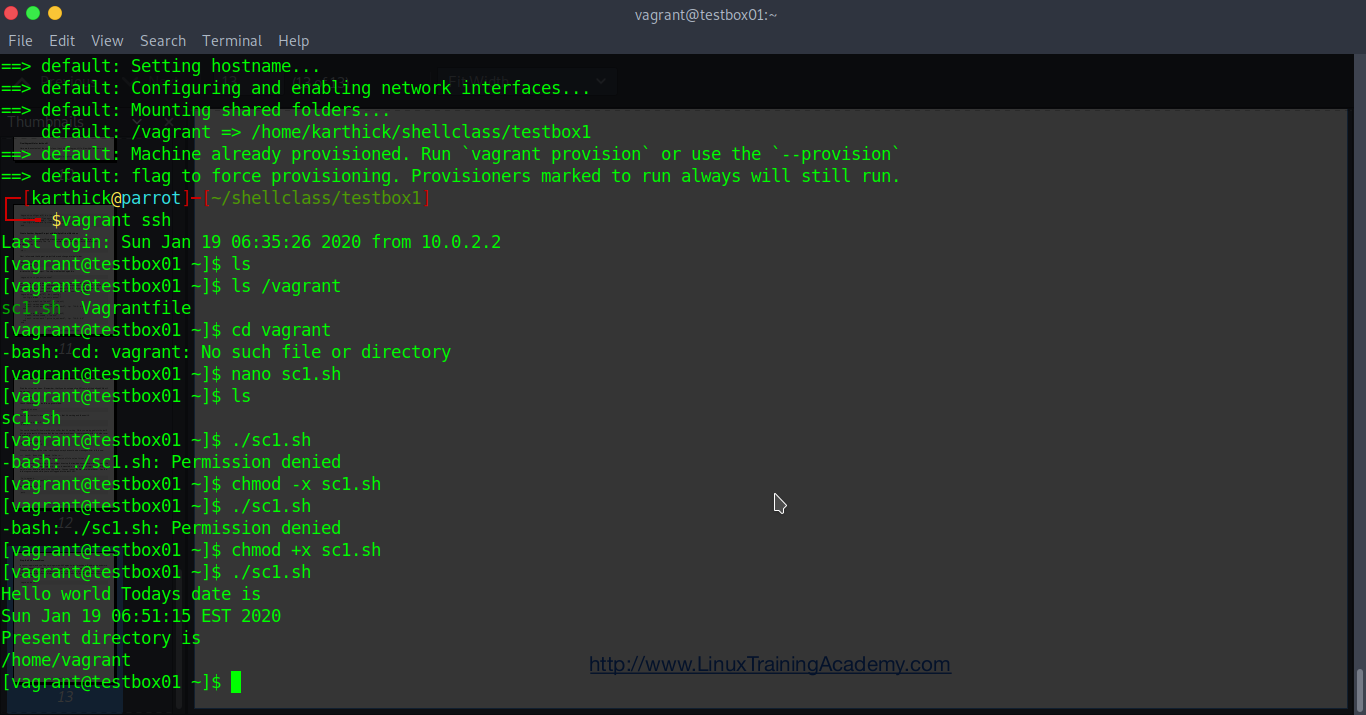 vagrant@testbox01:~
File Edit View Search Terminal Help
==> default: Setting hostname...
==> default: Configuring and enabling network interfaces...
==> default: Mounting shared folders...
Thumbnails
default: /vagrant => /home/karthick/shellclass/testbox1
==> default: Machine already provisioned. Run `vagrant provision` or use the `--provision`
==> default: flag to force provisioning. Provisioners marked to run always will still run.
[karthick@parrot]-[~/shellclass/testbox1]
$vagrant ssh
Last login: Sun Jan 19 06:35:26 2020 from 10.0.2.2
[vagrant@testbox01 ~]$ ls
[vagrant@testbox01 ~]$ ls /vagrant
sc1.sh Vagrantfile
[vagrant@testbox01 ~]$ cd vagrant
11
-bash: cd: vagrant: No such file or directory
[vagrant@testbox01 ~]$ nano sc1.sh
[vagrant@testbox01 ~]$ ls
sc1.sh
[vagrant@testbox01 ~]$ ./sc1.sh
-bash: ./sc1.sh: Permission denied
[vagrant@testbox01 ~]$ chmod -x sc1.sh
[vagrant@testbox01 ~]$ ./sc1.sh
12
-bash: ./sc1.sh: Permission denied
[vagrant@testbox01 ~]$ chmod +x sc1.sh
[vagrant@testbox01 ~]$ ./sc1.sh
Hello world Todays date is
Sun Jan 19 06:51:15 EST 2020
Present directory is
/home/vagrant
http://www.LinuxTrainingAcademy.com
[vagrant@testbox01 ~]$
13